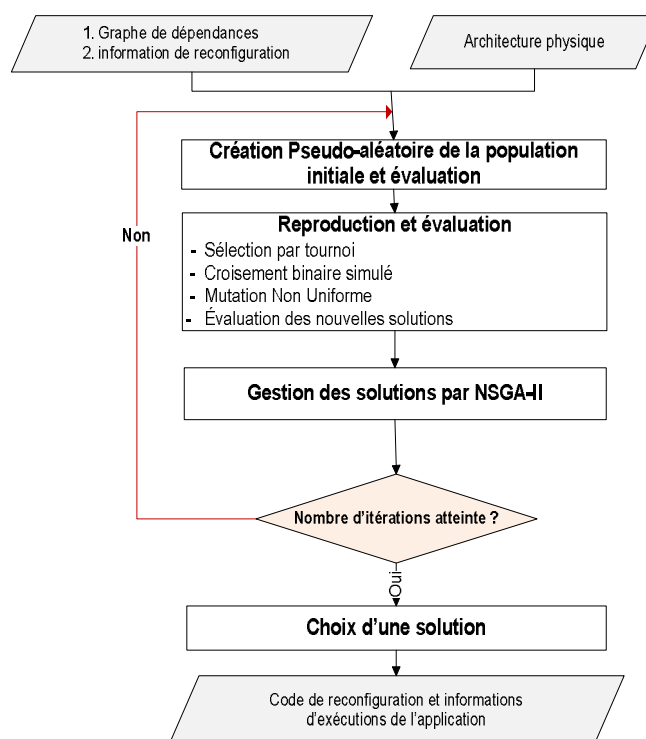 1. Graphe de dépendances
2. information de reconfiguration
Architecture physique
Création Pseudo-aléatoire de la population
initiale et évaluation
Non
Reproduction et évaluation
- Sélection par tournoi
- Croisement binaire simulé
- Mutation Non Uniforme
- Évaluation des nouvelles solutions
Gestion des solutions par NSGA-II
Nombre d'itérations atteinte ?
Oui
Choix d'une solution
Code de reconfiguration et informations
d'exécutions de l'application